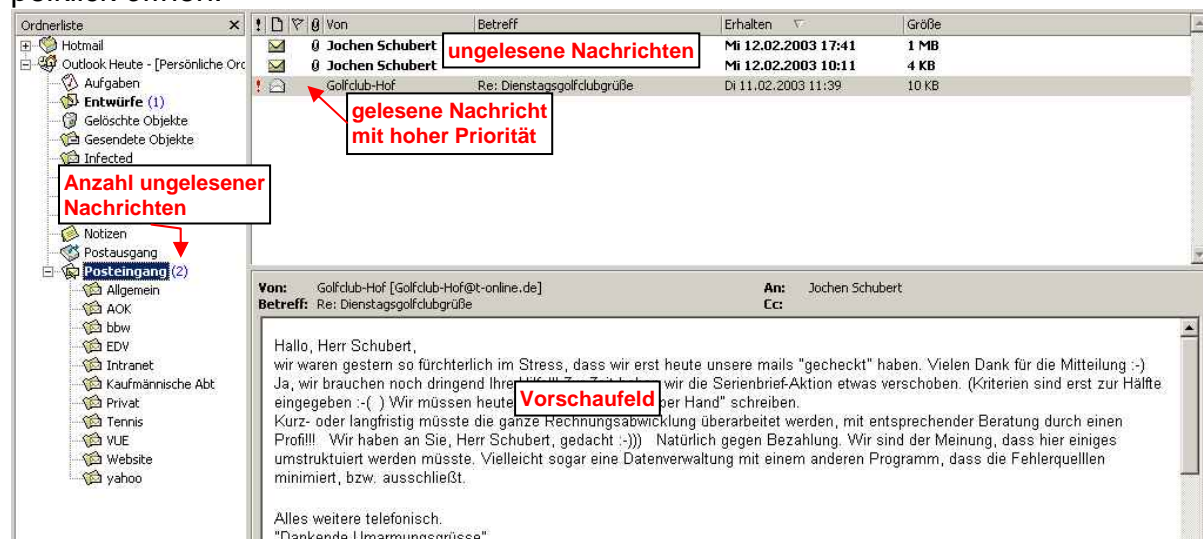 pelklick öffnen.
Ordnerliste
Hotmail
Outlook Heute - [Persönliche Ord
Aufgaben
Entwürfe (1)
Gelöschte Objekte
Gesendete Objekte
Infected
Anzahl ungelesener
Nachrichten
Notizen
Postausgang
Posteingang (2)
Allgemein
AOK
bbw
EDV
Intranet
Kaufmännische Abt
Privat
Tennis
VUE
Website
yahoo
Von Betreff Erhalten Größe
Jochen Schubert Mi 12.02.2003 17:41 1 MB
ungelesene Nachrichten
Jochen Schubert Mi 12.02.2003 10:11 4 KB
Golfclub-Hof Re: Dienstagsgolfclubgrüße Di 11.02.2003 11:39 10 KB
gelesene Nachricht
mit hoher Priorität
Von: Golfclub-Hof [Golfclub-Hof@t-online.de] An: Jochen Schubert
Betreff: Re: Dienstagsgolfclubgrüße Cc:
Hallo, Herr Schubert,
wir waren gestern so fürchterlich im Stress, dass wir erst heute unsere mails "gecheckt" haben. Vielen Dank für die Mitteilung :-)
Ja, wir brauchen noch dringend wir die Serienbrief-Aktion etwas verschoben. (Kriterien sind erst zur Hälfte
eingegeben :-( ) Wir müssen heute Hand" schreiben.
Vorschaufeld
Kurz- oder langfristig müsste die ganze Rechnungsabwicklung überarbeitet werden, mit entsprechender Beratung durch einen
Profi!!! Wir haben an Sie, Herr Schubert, gedacht :-))) Natürlich gegen Bezahlung. Wir sind der Meinung, dass hier einiges
umstruktuiert werden müsste. Vielleicht sogar eine Datenverwaltung mit einem anderen Programm, dass die Fehlerquelllen
minimiert, bzw. ausschließt.
Alles weitere telefonisch.
"Dankende Umarmungsgrüsse"